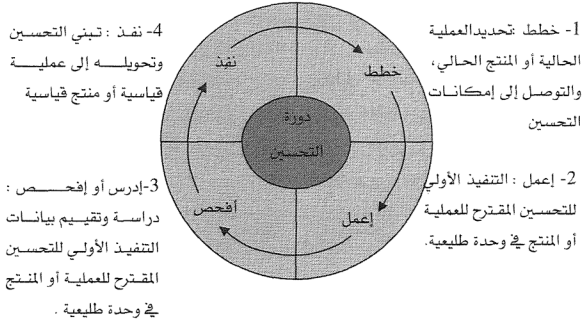 1- خطط :تحديدالعملية
الحالية أو المنتج الحالي،
والتوصل إلى إمكانات
التحسين
2- إعمل : التنفيذ الأولي
للتحسين المقترح للعملية
أو المنتج في وحدة طليعية.
3-إدرس أو إفحص :
دراسة وتقييم بيانات
التنفيذ الأولي للتحسين
المقترح للعملية أو المنتج
في وحدة طليعية .
4- نفذ : تبني التحسين
وتحويله إلى عملية
قياسية أو منتج قياسية
خطط
إعمل
أفحص
نفذ
دورة
التحسين